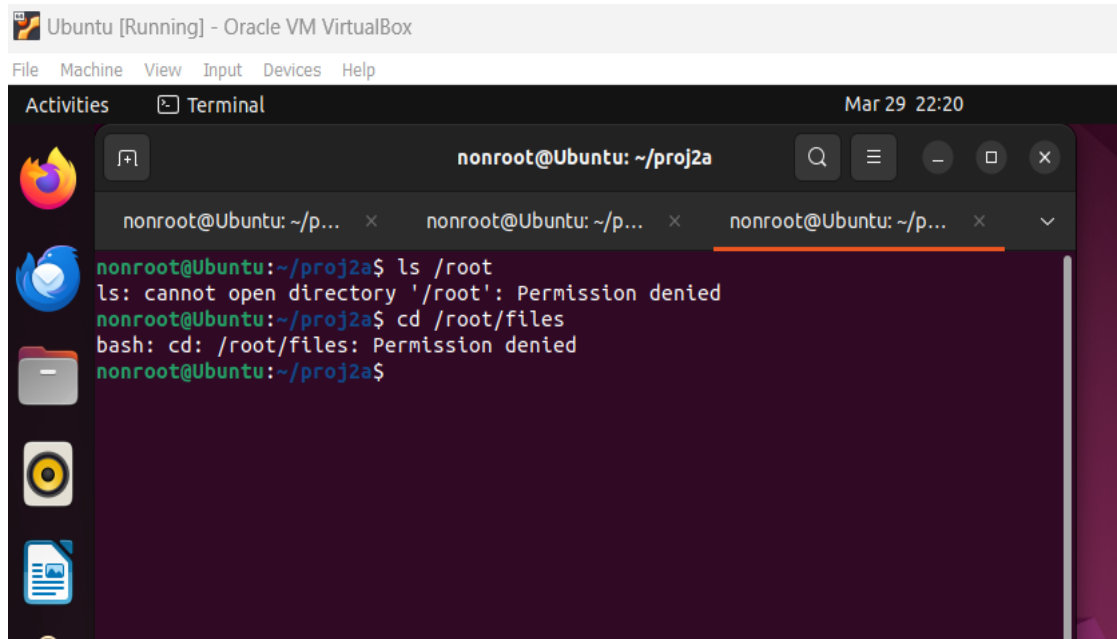 Ubuntu [Running] - Oracle VM VirtualBox
File Machine View Input Devices Help
Activities Terminal Mar 29 22:20
nonroot@Ubuntu: ~/proj2a
nonroot@Ubuntu: ~/p... nonroot@Ubuntu: ~/p... nonroot@Ubuntu: ~/p...
nonroot@Ubuntu:~/proj2a$ ls /root
ls: cannot open directory '/root': Permission denied
nonroot@Ubuntu:~/proj2a$ cd /root/files
bash: cd: /root/files: Permission denied
nonroot@Ubuntu:~/proj2a$